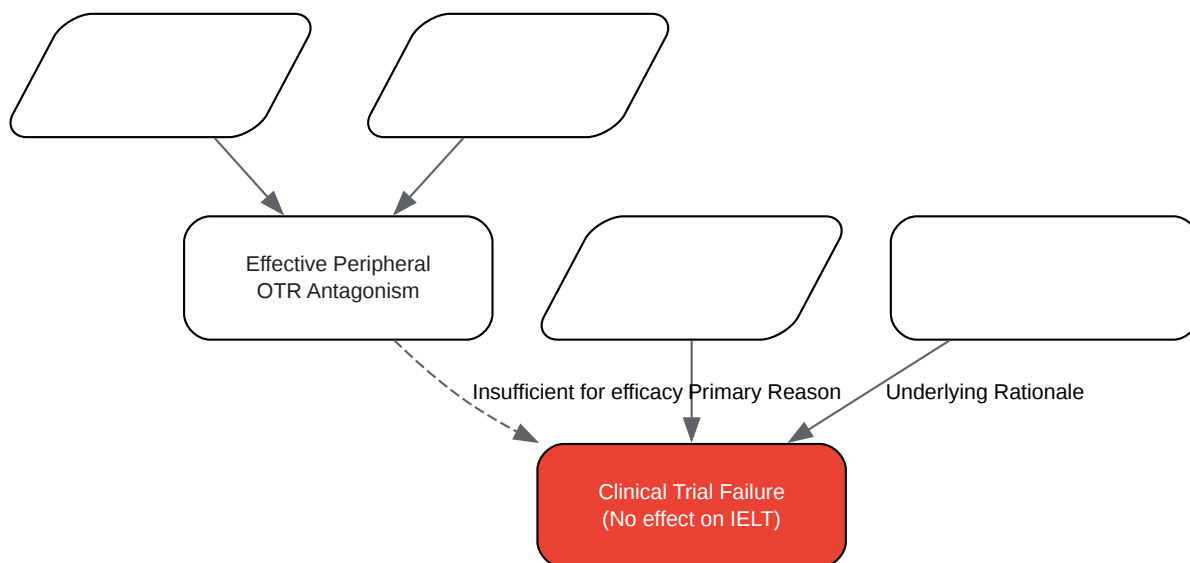 Effective Peripheral
OTR Antagonism
Insufficient for efficacy
Primary Reason
Underlying Rationale
Clinical Trial Failure
(No effect on IELT)